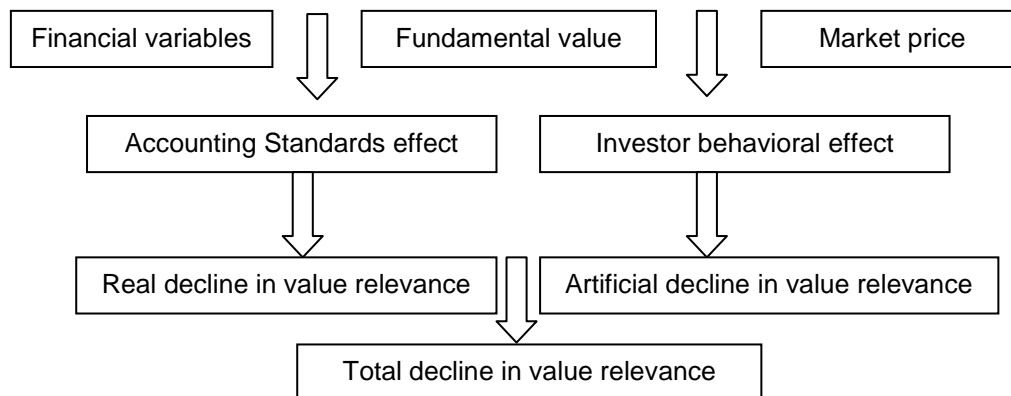 Financial variables
Fundamental value
Market price
Accounting Standards effect
Investor behavioral effect
Real decline in value relevance
Artificial decline in value relevance
Total decline in value relevance